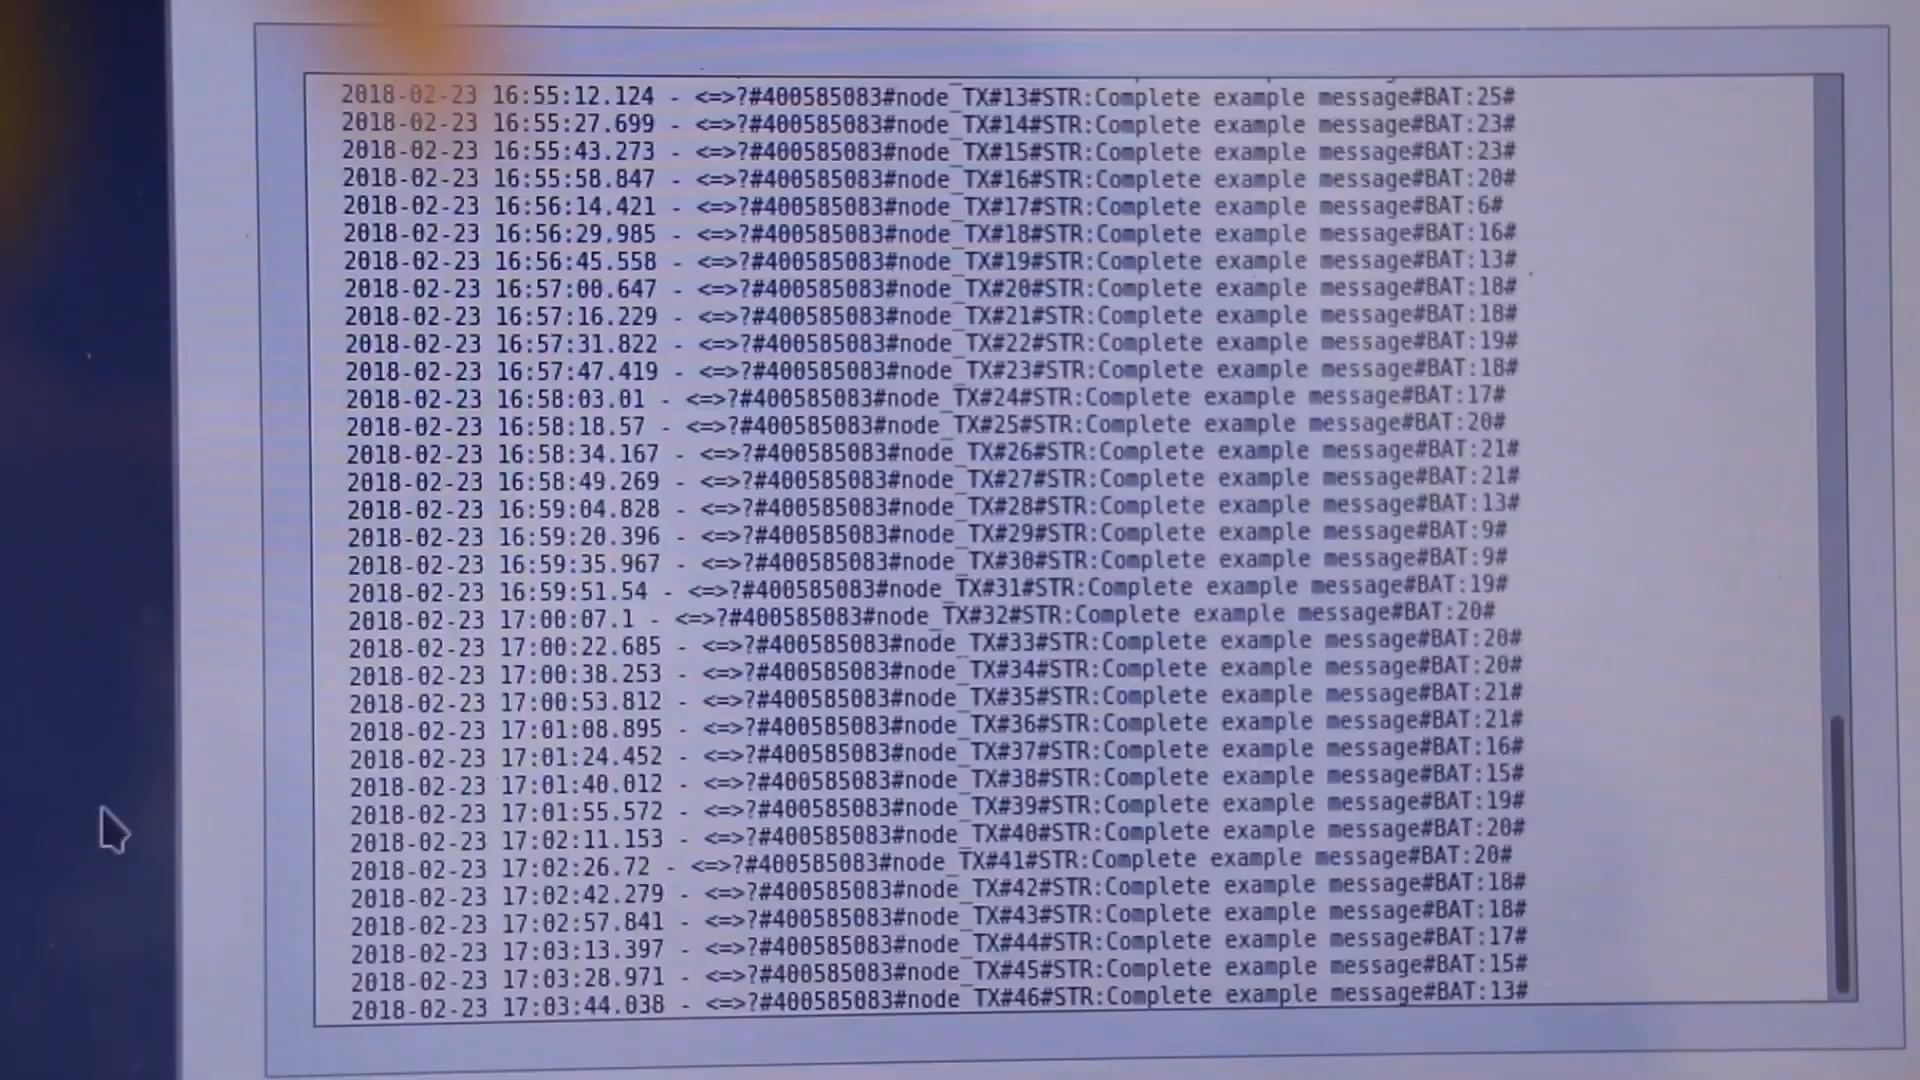 2018-02-23 16:55:12.124 - <=>?#400585083#node_TX#13#STR:Complete example message#BAT:25#
2018-02-23 16:55:27.699 - <=>?#400585083#node_TX#14#STR:Complete example message#BAT:23#
2018-02-23 16:55:43.273 - <=>?#400585083#node_TX#15#STR:Complete example message#BAT:23#
2018-02-23 16:55:58.847 - <=>?#400585083#node_TX#16#STR:Complete example message#BAT:20#
2018-02-23 16:56:14.421 - <=>?#400585083#node_TX#17#STR:Complete example message#BAT:6#
2018-02-23 16:56:29.985 - <=>?#400585083#node_TX#18#STR:Complete example message#BAT:16#
2018-02-23 16:56:45.558 - <=>?#400585083#node_TX#19#STR:Complete example message#BAT:13#
2018-02-23 16:57:00.647 - <=>?#400585083#node_TX#20#STR:Complete example message#BAT:18#
2018-02-23 16:57:16.229 - <=>?#400585083#node_TX#21#STR:Complete example message#BAT:18#
2018-02-23 16:57:31.822 - <=>?#400585083#node_TX#22#STR:Complete example message#BAT:19#
2018-02-23 16:57:47.419 - <=>?#400585083#node_TX#23#STR:Complete example message#BAT:18#
2018-02-23 16:58:03.01 - <=>?#400585083#node_TX#24#STR:Complete example message#BAT:17#
2018-02-23 16:58:18.57 - <=>?#400585083#node_TX#25#STR:Complete example message#BAT:20#
2018-02-23 16:58:34.167 - <=>?#400585083#node_TX#26#STR:Complete example message#BAT:21#
2018-02-23 16:58:49.269 - <=>?#400585083#node_TX#27#STR:Complete example message#BAT:21#
2018-02-23 16:59:04.828 - <=>?#400585083#node_TX#28#STR:Complete example message#BAT:13#
2018-02-23 16:59:20.396 - <=>?#400585083#node_TX#29#STR:Complete example message#BAT:9#
2018-02-23 16:59:35.967 - <=>?#400585083#node_TX#30#STR:Complete example message#BAT:9#
2018-02-23 16:59:51.54 - <=>?#400585083#node_TX#31#STR:Complete example message#BAT:19#
2018-02-23 17:00:07.1 - <=>?#400585083#node_TX#32#STR:Complete example message#BAT:20#
2018-02-23 17:00:22.685 - <=>?#400585083#node_TX#33#STR:Complete example message#BAT:20#
2018-02-23 17:00:38.253 - <=>?#400585083#node_TX#34#STR:Complete example message#BAT:20#
2018-02-23 17:00:53.812 - <=>?#400585083#node_TX#35#STR:Complete example message#BAT:21#
2018-02-23 17:01:08.895 - <=>?#400585083#node_TX#36#STR:Complete example message#BAT:21#
2018-02-23 17:01:24.452 - <=>?#400585083#node_TX#37#STR:Complete example message#BAT:16#
2018-02-23 17:01:40.012 - <=>?#400585083#node_TX#38#STR:Complete example message#BAT:15#
2018-02-23 17:01:55.572 - <=>?#400585083#node_TX#39#STR:Complete example message#BAT:19#
2018-02-23 17:02:11.153 - <=>?#400585083#node_TX#40#STR:Complete example message#BAT:20#
2018-02-23 17:02:26.72 - <=>?#400585083#node_TX#41#STR:Complete example message#BAT:20#
2018-02-23 17:02:42.279 - <=>?#400585083#node_TX#42#STR:Complete example message#BAT:18#
2018-02-23 17:02:57.841 - <=>?#400585083#node_TX#43#STR:Complete example message#BAT:18#
2018-02-23 17:03:13.397 - <=>?#400585083#node_TX#44#STR:Complete example message#BAT:17#
2018-02-23 17:03:28.971 - <=>?#400585083#node_TX#45#STR:Complete example message#BAT:15#
2018-02-23 17:03:44.038 - <=>?#400585083#node_TX#46#STR:Complete example message#BAT:13#